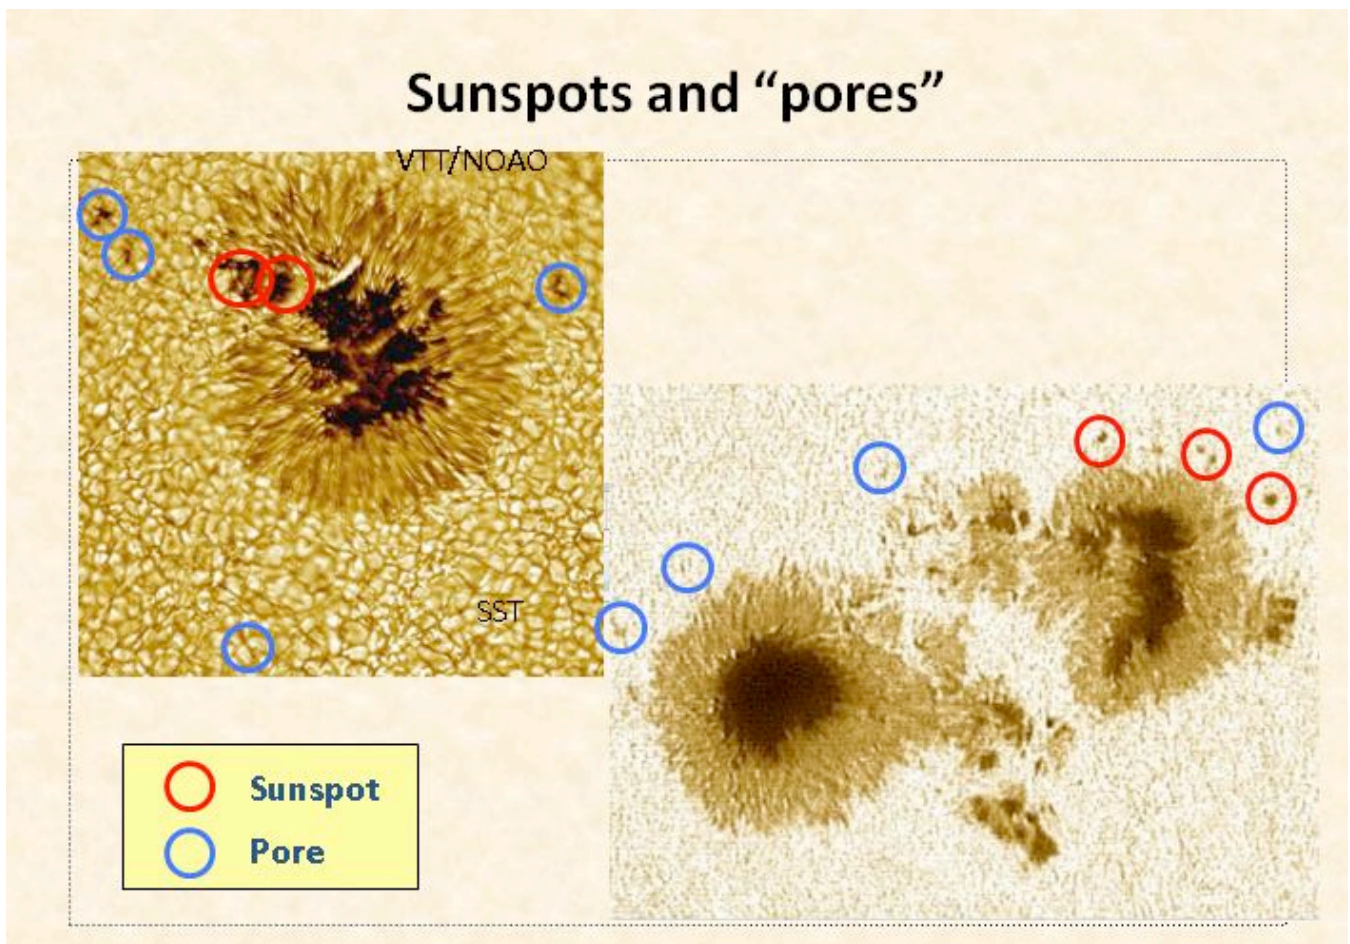 Sunspots and “pores”
VTT/NOAO
SST
Sunspot
Pore